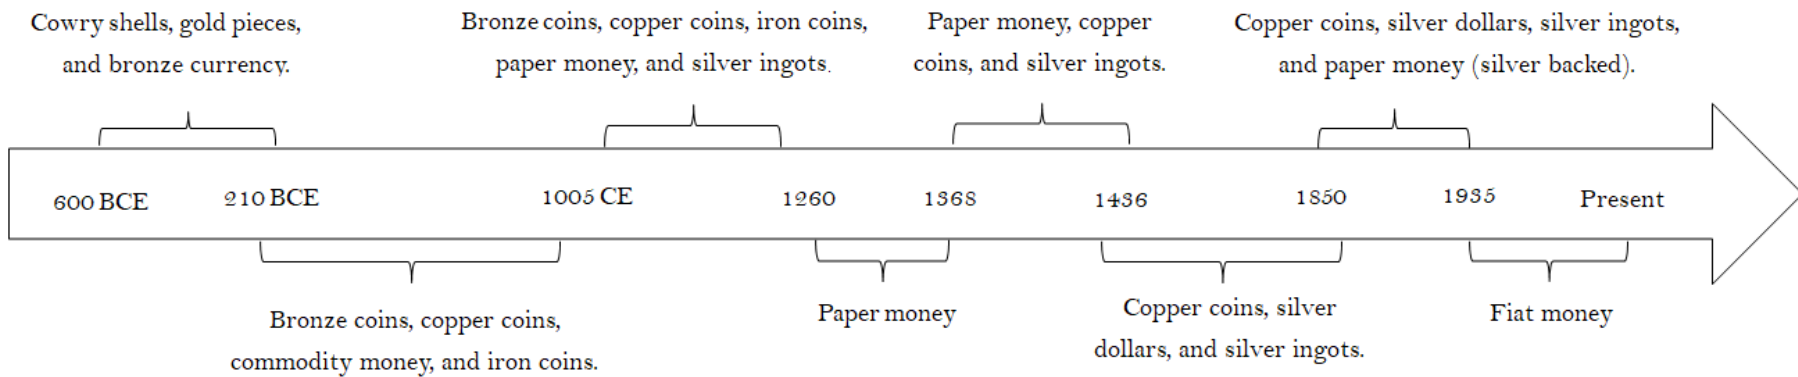 Cowry shells, gold pieces,
and bronze currency.
Bronze coins, copper coins, iron coins,
paper money, and silver ingots.
Paper money, copper
coins, and silver ingots.
Copper coins, silver dollars, silver ingots,
and paper money (silver backed).
600 BCE
210 BCE
1005 CE
1260
1368
1436
1850
1935
Present
Bronze coins, copper coins,
commodity money, and iron coins.
Paper money
Copper coins, silver
dollars, and silver ingots.
Fiat money